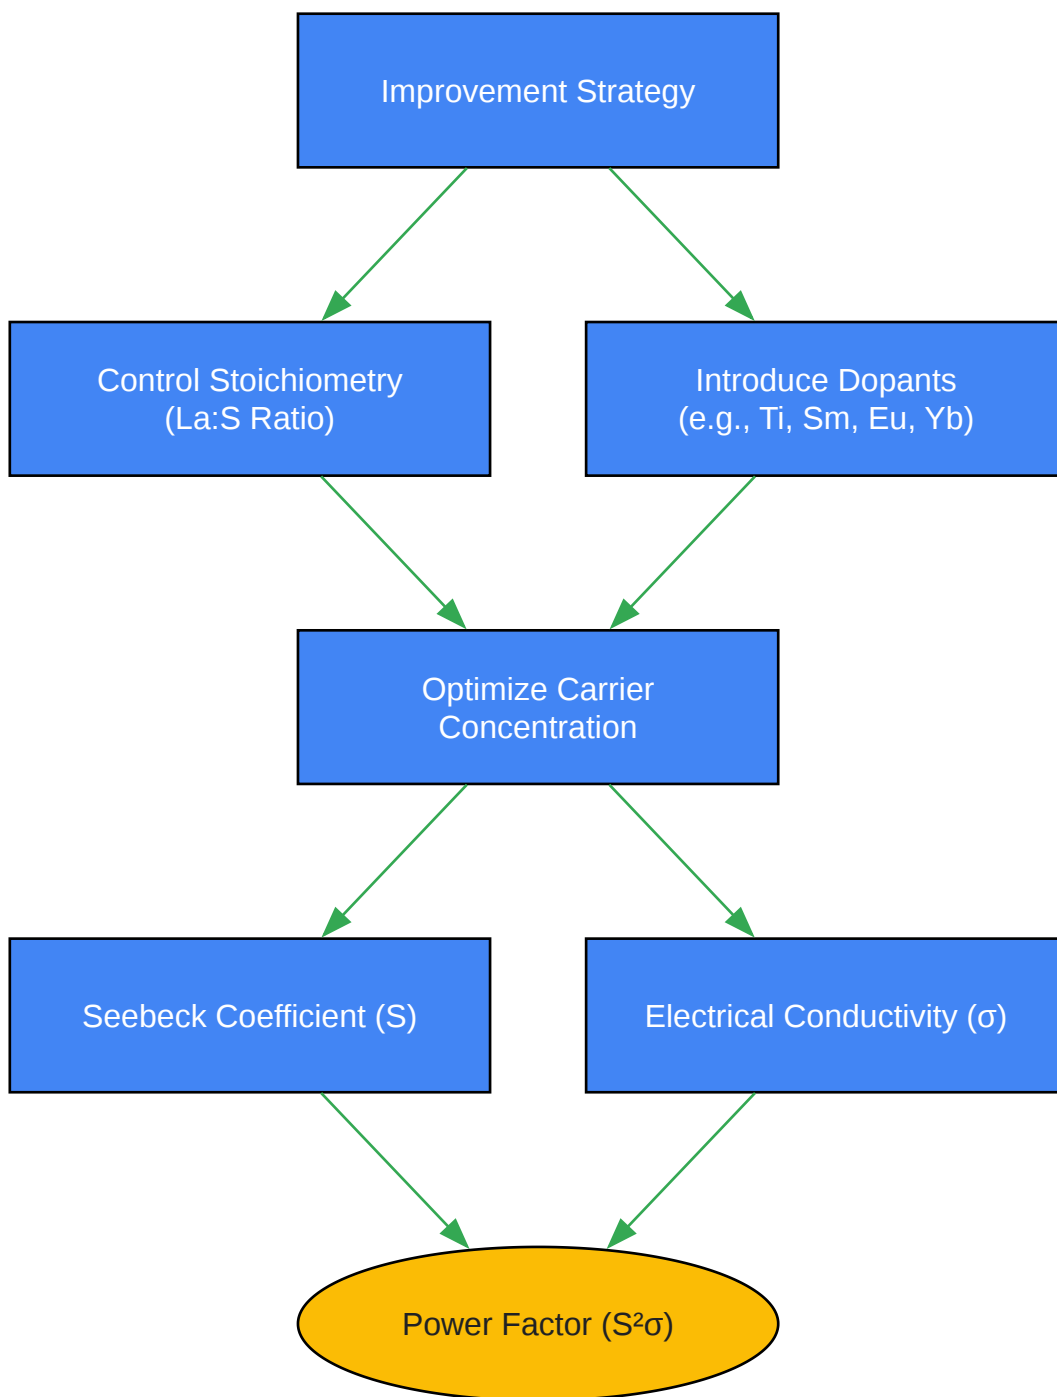 Improvement Strategy
Control Stoichiometry
(La:S Ratio)
Introduce Dopants
(e.g., Ti, Sm, Eu, Yb)
Optimize Carrier
Concentration
Seebeck Coefficient (S)
Electrical Conductivity (σ)
Power Factor (S²σ)